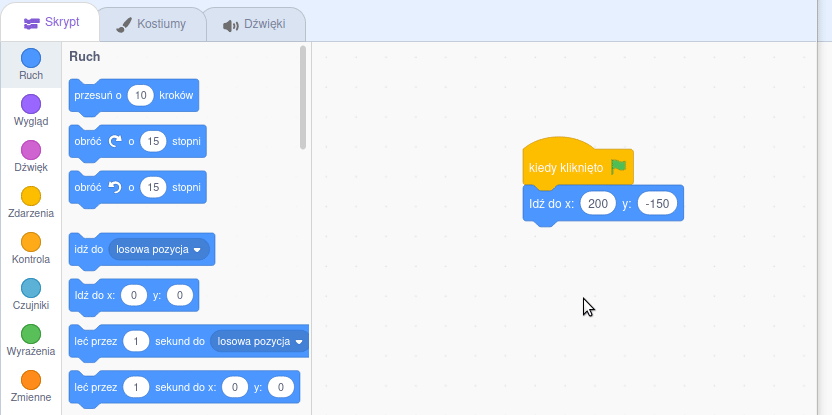 Skrypt
Kostiumy
Dźwięki
Ruch
Wygląd
Dźwięk
Zdarzenia
Kontrola
Czujniki
Wyrażenia
Zmienne
Ruch
przesuń o 10 kroków
obróć o 15 stopni
obróć o 15 stopni
idź do losowa pozycja
Idź do x: 0 y: 0
leć przez 1 sekund do losowa pozycja
leć przez 1 sekund do x: 0 y: 0
kiedy kliknięto
Idź do x: 200 y: -150